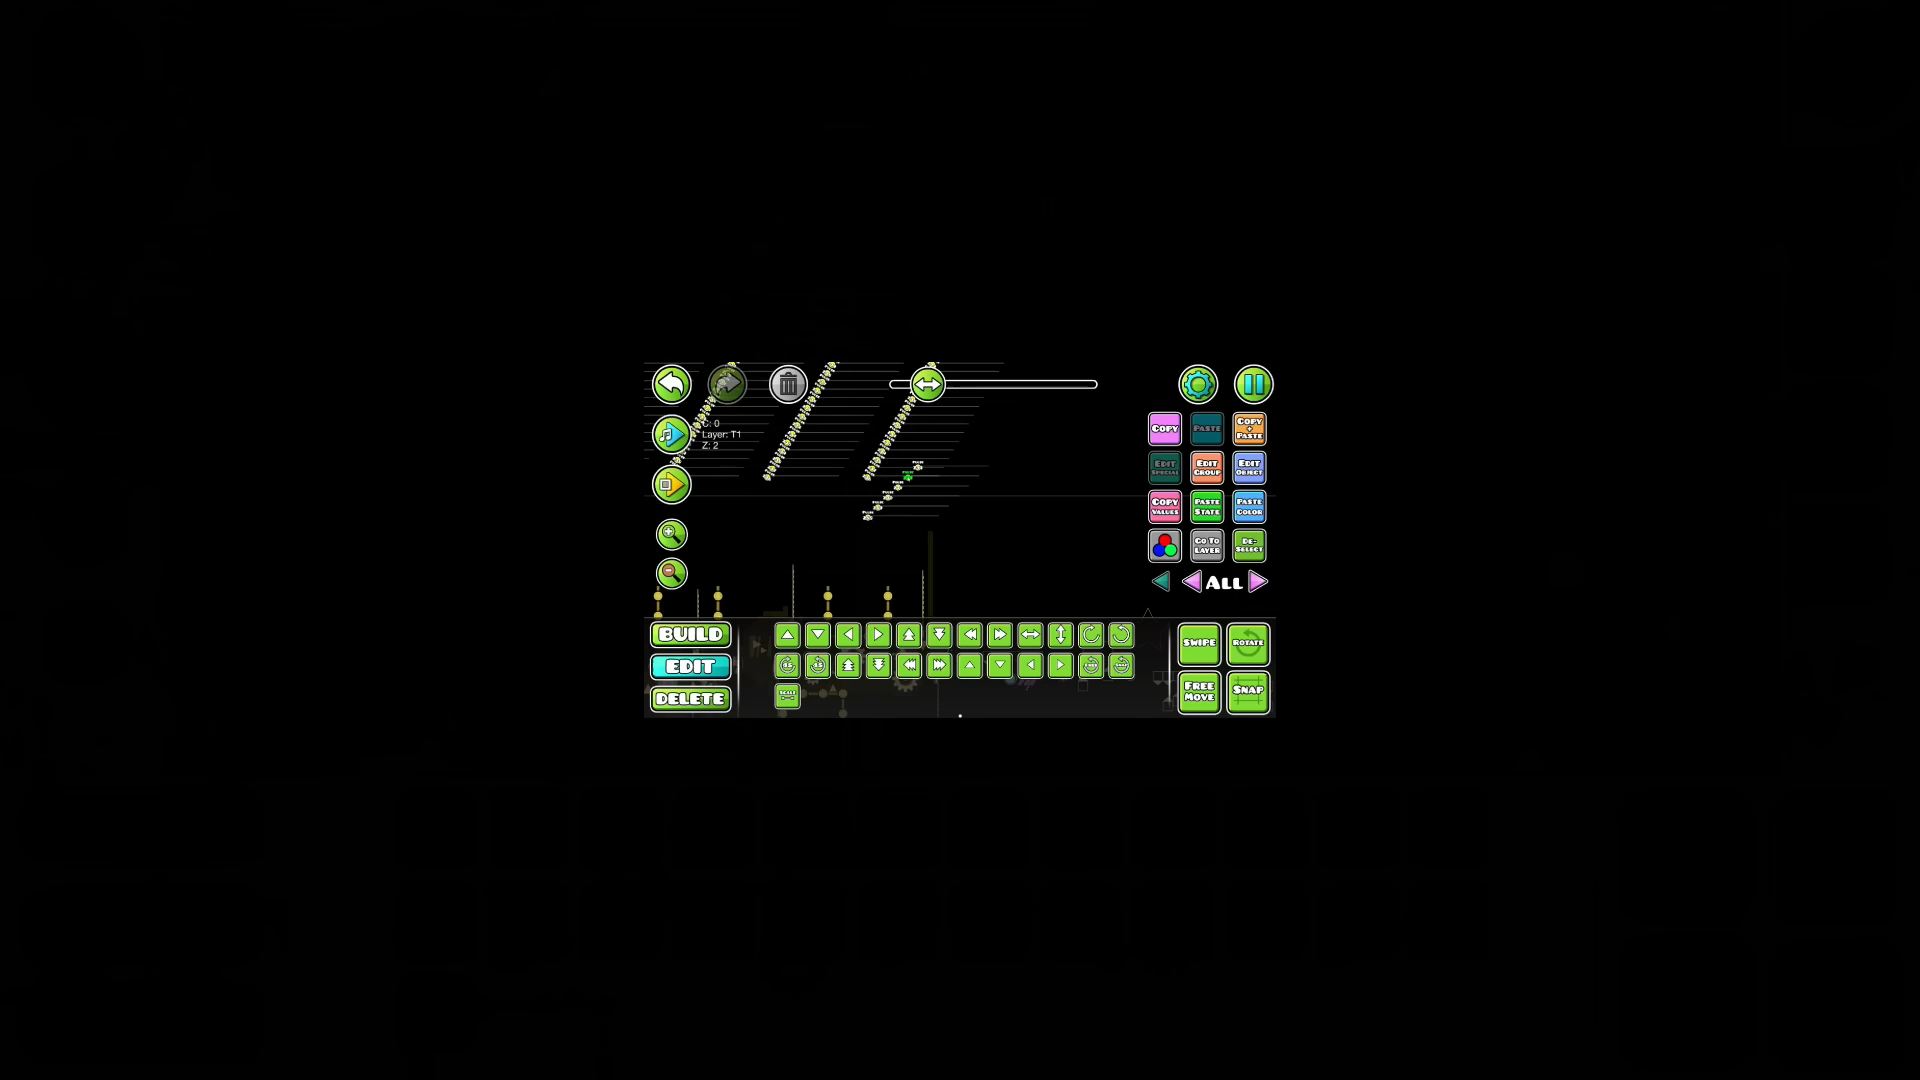 C: 0
Layer: T1
Z: 2
COPY
PASTE
COPY
+
PASTE
EDIT
SPECIAL
EDIT
GROUP
EDIT
OBJECT
COPY
VALUES
PASTE
STATE
PASTE
COLOR
GO TO
LAYER
DE-
SELECT
ALL
BUILD
EDIT
DELETE
SCALE
SWIPE
ROTATE
FREE
MOVE
SNAP